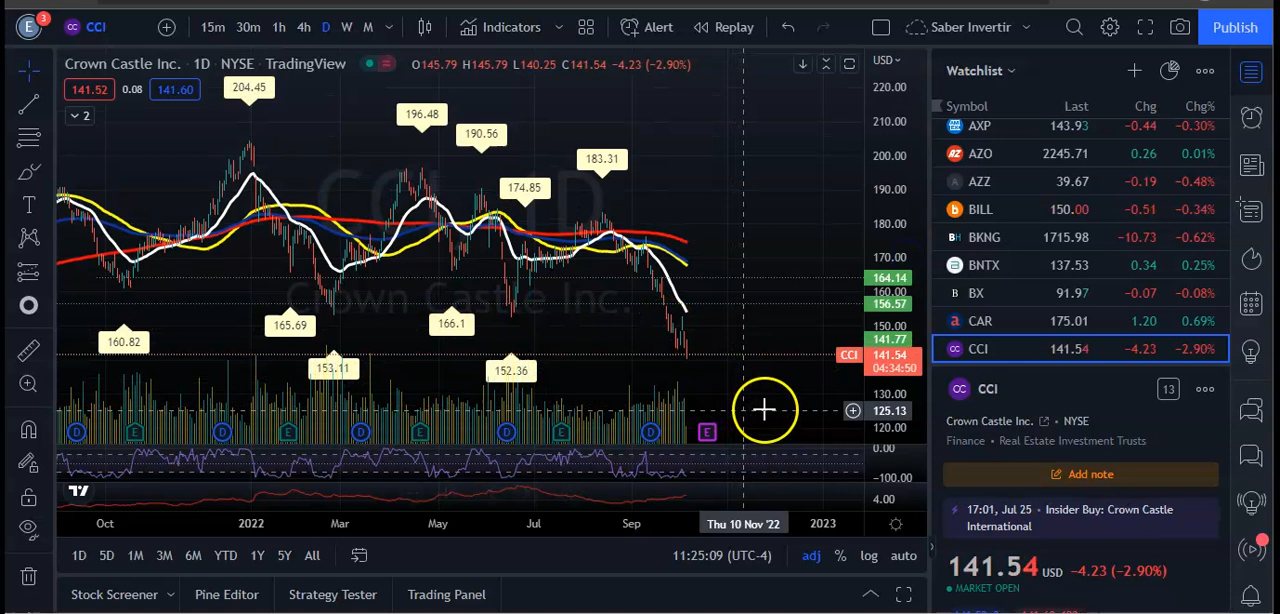 E 3 CCI 15m 30m 1h 4h D W M Indicators Alert Replay Saber Invertir Publish
Crown Castle Inc. · 1D · NYSE · TradingView O145.79 H145.79 L140.25 C141.54 −4.23 (−2.90%) USD
141.52 0.08 141.60
2
204.45
196.48
190.56
183.31
174.85
160.82
165.69
153.11
166.1
152.36
CCI, 1D
Crown Castle Inc.
220.00
210.00
200.00
190.00
180.00
170.00
164.14
160.00
156.57
150.00
141.77
CCI 141.54
04:34:50
130.00
125.13
120.00
0.00
−100.00
4.00
D E D E D E D E D E
Oct 2022 Mar May Jul Sep Thu 10 Nov '22 2023
1D 5D 1M 3M 6M YTD 1Y 5Y All 11:25:09 (UTC-4) adj % log auto
Stock Screener Pine Editor Strategy Tester Trading Panel
Watchlist
Symbol Last Chg Chg%
AXP 143.93 −0.44 −0.30%
AZO 2245.71 0.26 0.01%
AZZ 39.67 −0.19 −0.48%
BILL 150.00 −0.51 −0.34%
BKNG 1715.98 −10.73 −0.62%
BNTX 137.53 0.34 0.25%
BX 91.97 −0.07 −0.08%
CAR 175.01 1.20 0.69%
CCI 141.54 −4.23 −2.90%
CCI 13
Crown Castle Inc. · NYSE
Finance · Real Estate Investment Trusts
Add note
17:01, Jul 25 · Insider Buy: Crown Castle
International
141.54 USD −4.23 (−2.90%)
MARKET OPEN